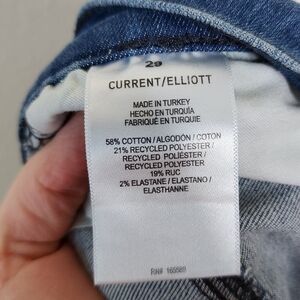 29
CURRENT/ELLIOTT
MADE IN TURKEY
HECHO EN TURQUÍA
FABRIQUÉ EN TURQUIE
58% COTTON / ALGODÓN / COTON
21% RECYCLED POLYESTER /
RECYCLED POLIÉSTER /
RECYCLED POLYESTER
19% RUC
2% ELASTANE / ELASTANO /
ELASTHANNE
RN# 165589